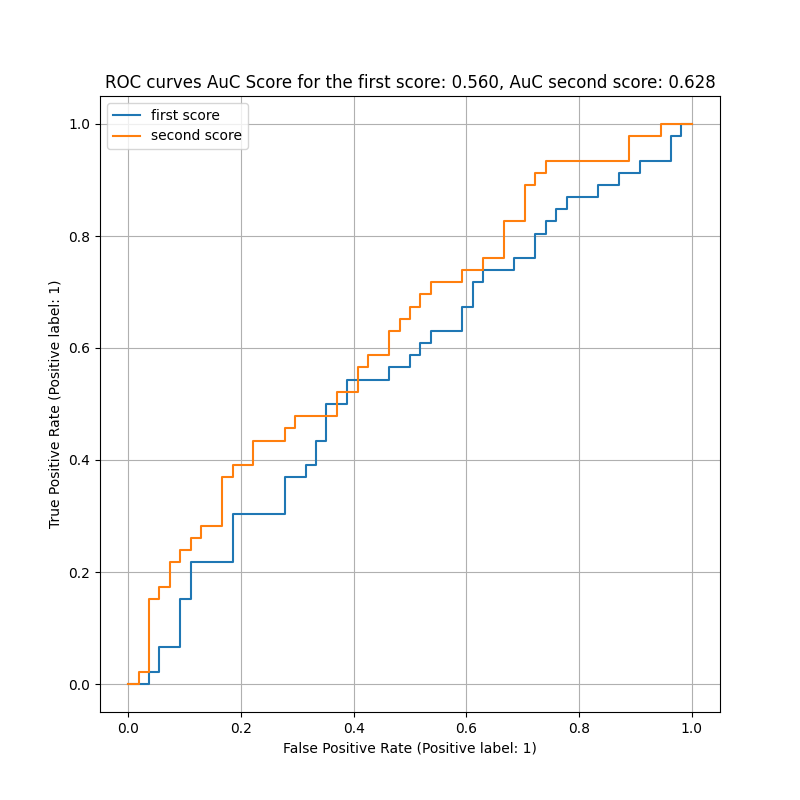 ROC curves AuC Score for the first score: 0.560, AuC second score: 0.628
first score
second score
1.0
0.8
0.6
0.4
0.2
0.0
True Positive Rate (Positive label: 1)
0.0 0.2 0.4 0.6 0.8 1.0
False Positive Rate (Positive label: 1)